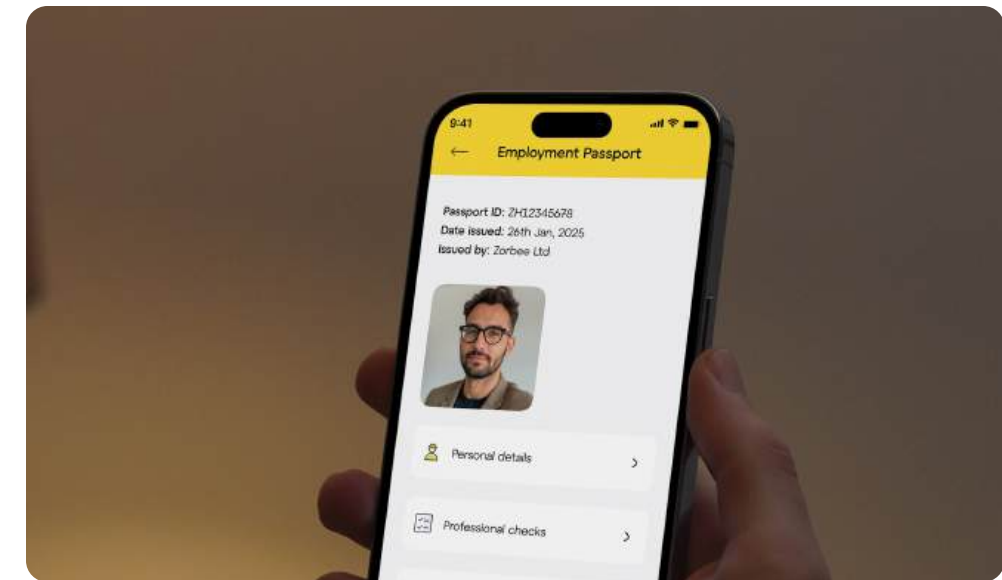 9:41
Employment Passport
Passport ID: ZH12345678
Date issued: 26th Jan, 2025
Issued by: Zorbee Ltd
Personal details
Professional checks